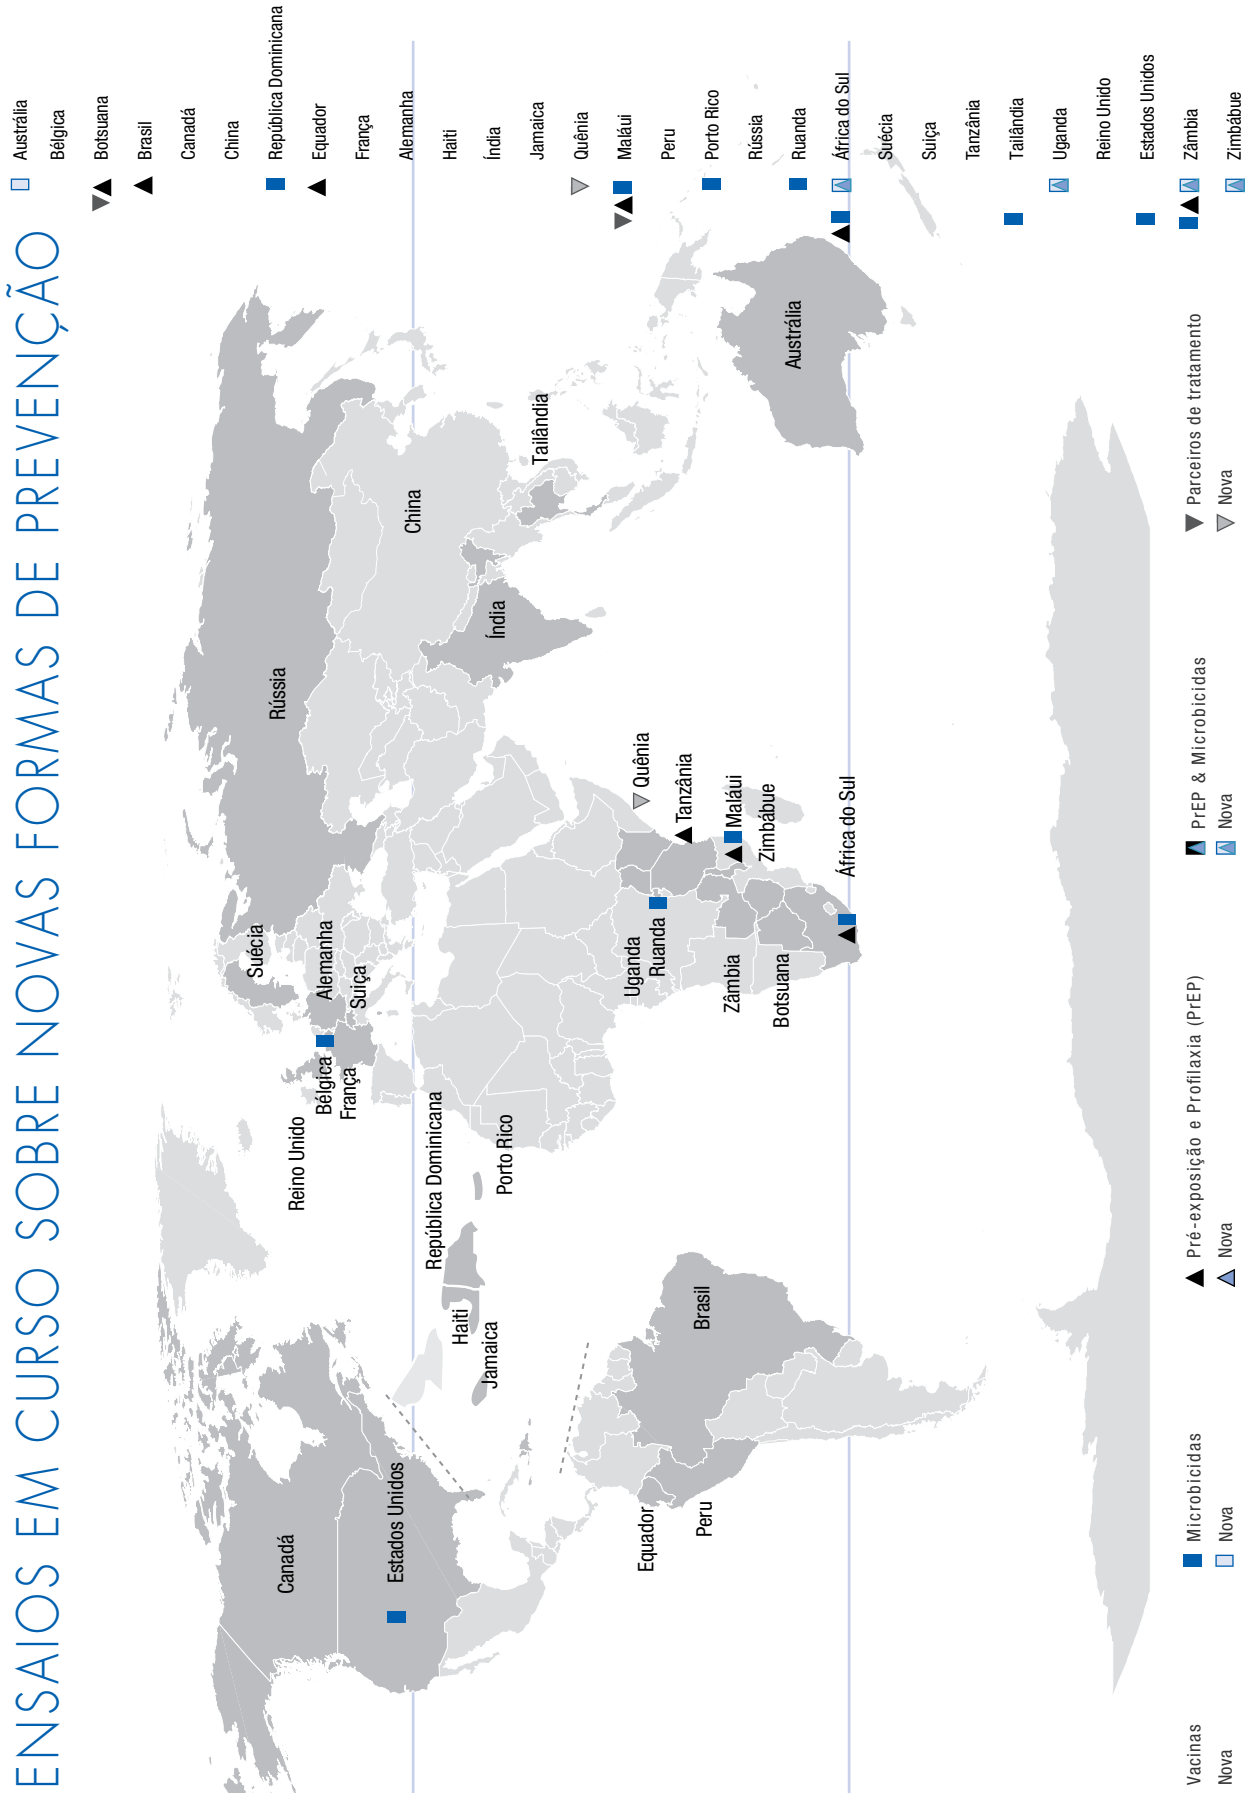 ENSAIOS EM CURSO SOBRE NOVAS FORMAS DE PREVENÇÃO
Austrália
Bélgica
Botsuana
Brasil
Canadá
China
República Dominicana
Equador
França
Alemanha
Haiti
Índia
Jamaica
Quênia
Maláui
Peru
Porto Rico
Rússia
Ruanda
África do Sul
Suécia
Suiça
Tanzânia
Tailândia
Uganda
Reino Unido
Estados Unidos
Zâmbia
Zimbábue
Canadá
Estados Unidos
Haiti
Jamaica
República Dominicana
Porto Rico
Equador
Peru
Brasil
Reino Unido
Bélgica
França
Suécia
Alemanha
Suiça
Rússia
China
Índia
Tailândia
Austrália
Uganda
Ruanda
Zâmbia
Botsuana
Quênia
Tanzânia
Maláui
Zimbábue
África do Sul
Vacinas
Nova
Microbicidas
Nova
Pré-exposição e Profilaxia (PrEP)
Nova
PrEP & Microbicidas
Nova
Parceiros de tratamento
Nova